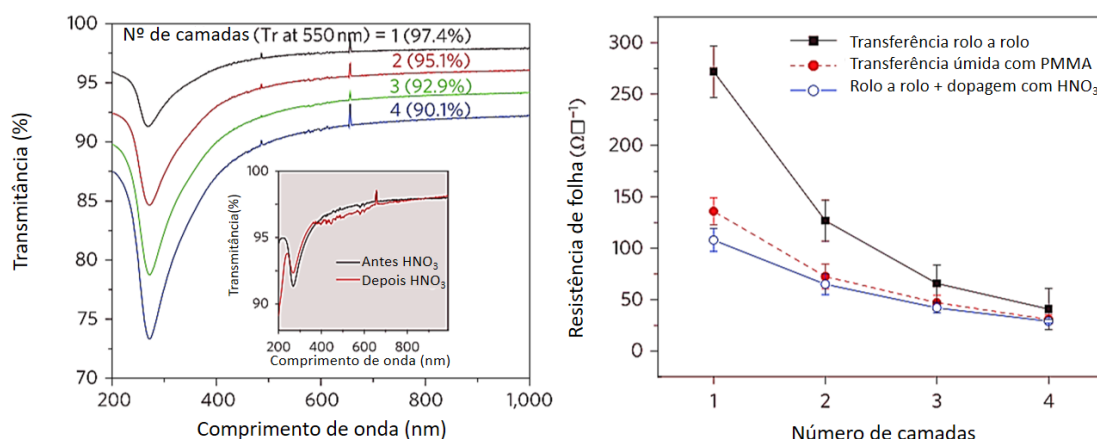 Transmitância (%)
100
95
90
85
80
75
70
Nº de camadas (Tr at 550 nm) = 1 (97.4%)
2 (95.1%)
3 (92.9%)
4 (90.1%)
200
400
600
800
1,000
Comprimento de onda (nm)
Transmitância(%)
100
95
90
Antes HNO₃
Depois HNO₃
200
400
600
800
Comprimento de onda (nm)
Resistência de folha (Ω□⁻¹)
300
250
200
150
100
50
0
Transferência rolo a rolo
Transferência úmida com PMMA
Rolo a rolo + dopagem com HNO₃
1
2
3
4
Número de camadas